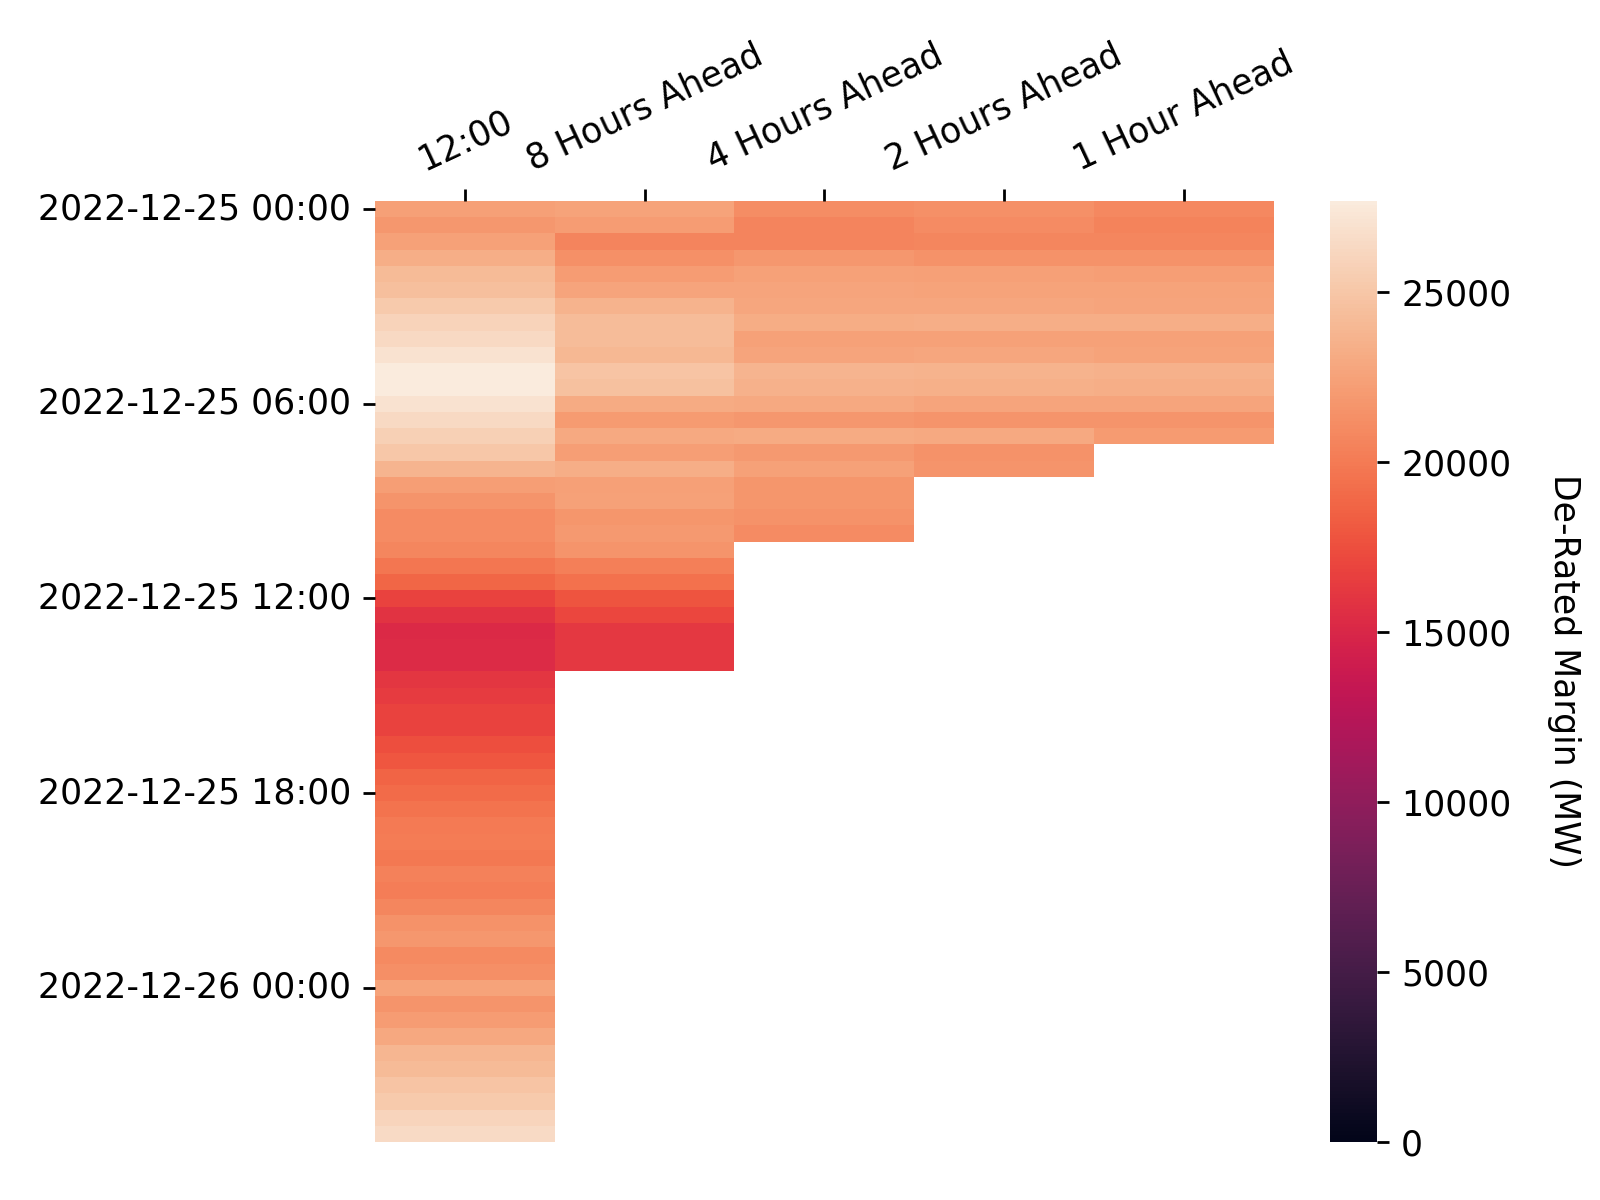 12:00
8 Hours Ahead
4 Hours Ahead
2 Hours Ahead
1 Hour Ahead
2022-12-25 00:00
2022-12-25 06:00
2022-12-25 12:00
2022-12-25 18:00
2022-12-26 00:00
25000
20000
15000
10000
5000
0
De-Rated Margin (MW)